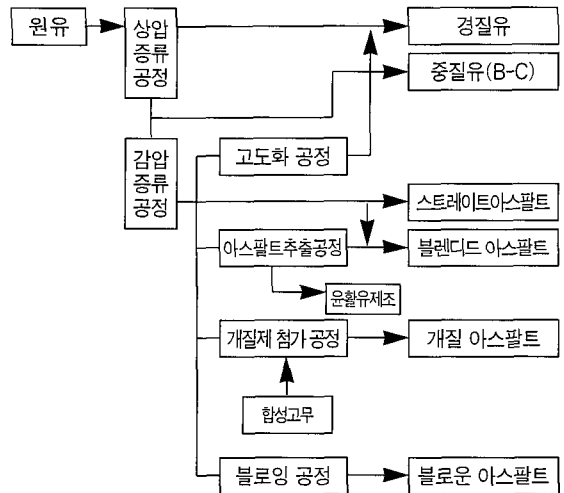 원유
상압
증류
공정
경질유
중질유(B-C)
감압
증류
공정
고도화 공정
스트레이트아스팔트
아스팔트추출공정
블렌디드 아스팔트
윤활유제조
개질제 첨가 공정
개질 아스팔트
합성고무
블로잉 공정
블로운 아스팔트